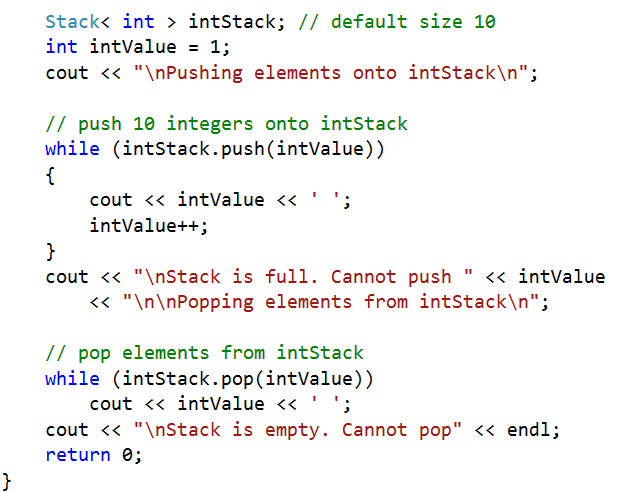 Stack< int > intStack; // default size 10
int intValue = 1;
cout << "\nPushing elements onto intStack\n";
// push 10 integers onto intStack
while (intStack.push(intValue))
{
cout << intValue << ' ';
intValue++;
}
cout << "\nStack is full. Cannot push " << intValue
<< "\n\nPopping elements from intStack\n";
// pop elements from intStack
while (intStack.pop(intValue))
cout << intValue << ' ';
cout << "\nStack is empty. Cannot pop" << endl;
return 0;
}